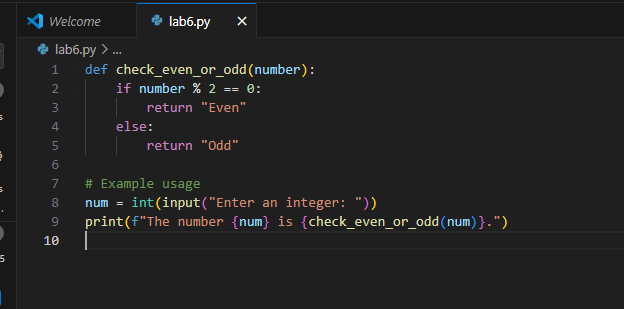 Welcome
lab6.py
lab6.py > ...
1 def check_even_or_odd(number):
2     if number % 2 == 0:
3         return "Even"
4     else:
5         return "Odd"
6
7 # Example usage
8 num = int(input("Enter an integer: "))
9 print(f"The number {num} is {check_even_or_odd(num)}.")
10